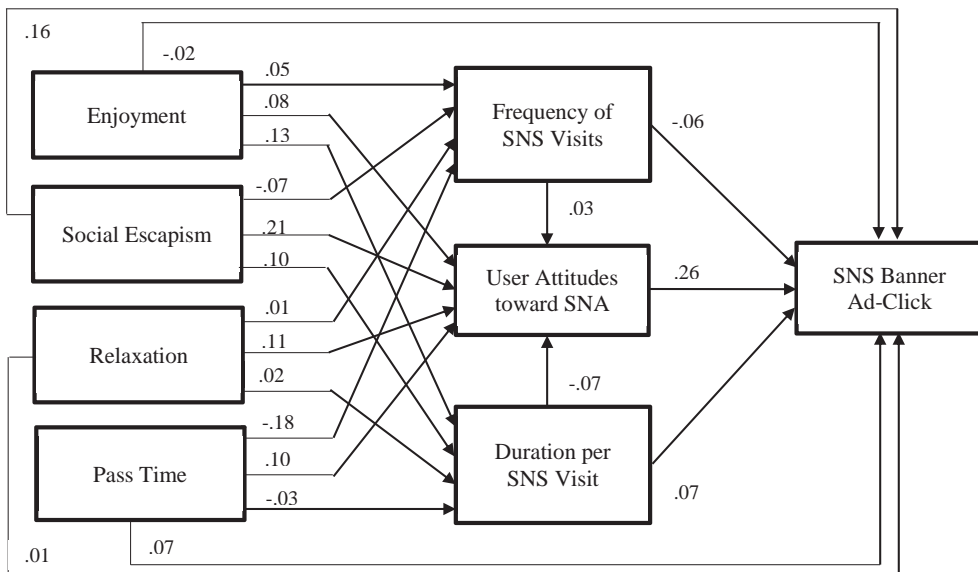 .16
-.02
.05
Enjoyment
.08
.13
Frequency of
SNS Visits
-.06
-.07
Social Escapism
.21
.10
.03
User Attitudes
toward SNA
.26
SNS Banner
Ad-Click
.01
Relaxation
.11
.02
-.07
-.18
Pass Time
.10
-.03
Duration per
SNS Visit
.07
.01
.07